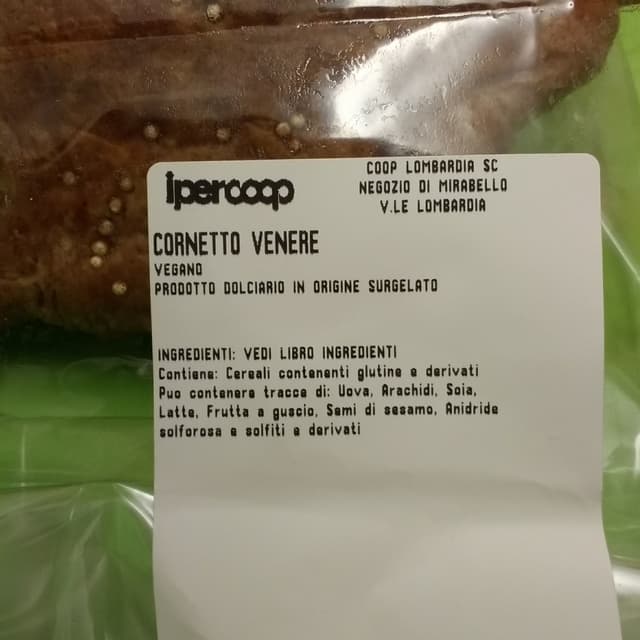 ipercoop
COOP LOMBARDIA SC
NEGOZIO DI MIRABELLO
V.LE LOMBARDIA
CORNETTO VENERE
VEGANO
PRODOTTO DOLCIARIO IN ORIGINE SURGELATO
INGREDIENTI: VEDI LIBRO INGREDIENTI
Contiene: Cereali contenenti glutine e derivati
Puo contenere tracce di: Uova, Arachidi, Soia,
Latte, Frutta a guscio, Semi di sesamo, Anidride
solforosa e solfiti e derivati